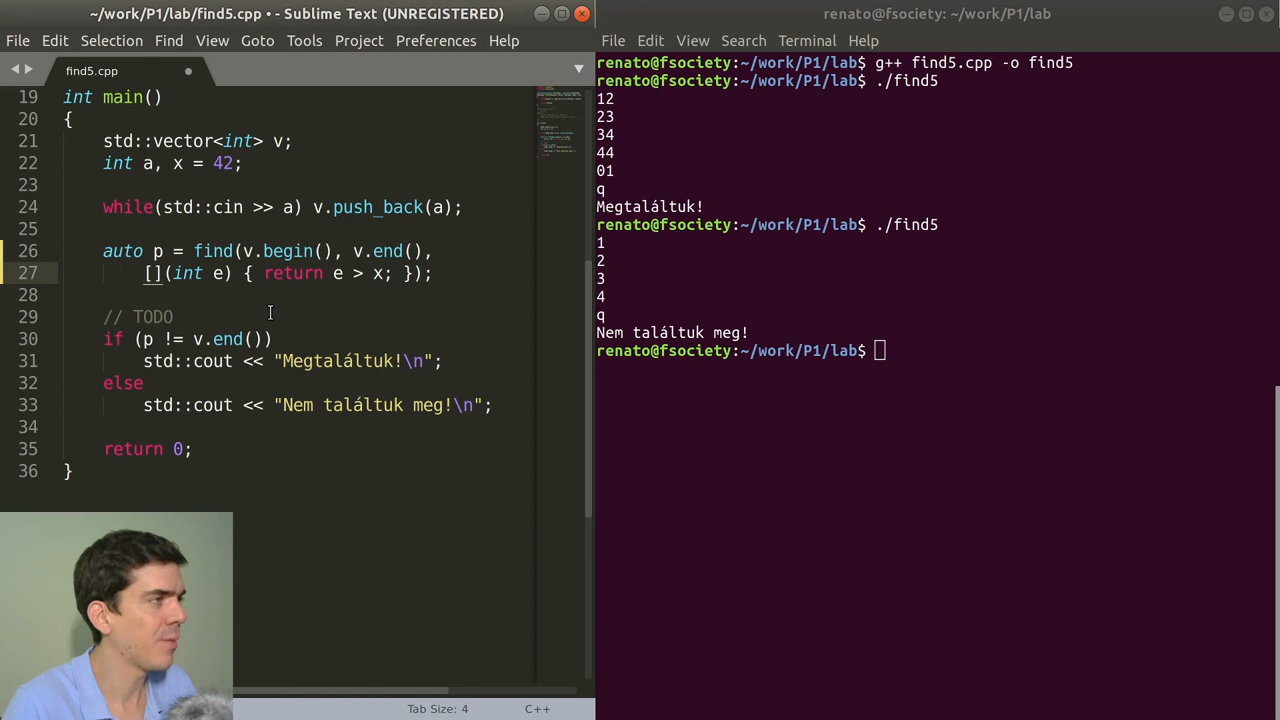 ~/work/P1/lab/find5.cpp • - Sublime Text (UNREGISTERED)
File Edit Selection Find View Goto Tools Project Preferences Help
find5.cpp
19 int main()
20 {
21 std::vector<int> v;
22 int a, x = 42;
23
24 while(std::cin >> a) v.push_back(a);
25
26 auto p = find(v.begin(), v.end(),
27 [](int e) { return e > x; });
28
29 // TODO
30 if (p != v.end())
31 std::cout << "Megtaláltuk!\n";
32 else
33 std::cout << "Nem találtuk meg!\n";
34
35 return 0;
36 }
Tab Size: 4 C++
renato@fsociety: ~/work/P1/lab
File Edit View Search Terminal Help
renato@fsociety:~/work/P1/lab$ g++ find5.cpp -o find5
renato@fsociety:~/work/P1/lab$ ./find5
12
23
34
44
01
q
Megtaláltuk!
renato@fsociety:~/work/P1/lab$ ./find5
1
2
3
4
q
Nem találtuk meg!
renato@fsociety:~/work/P1/lab$